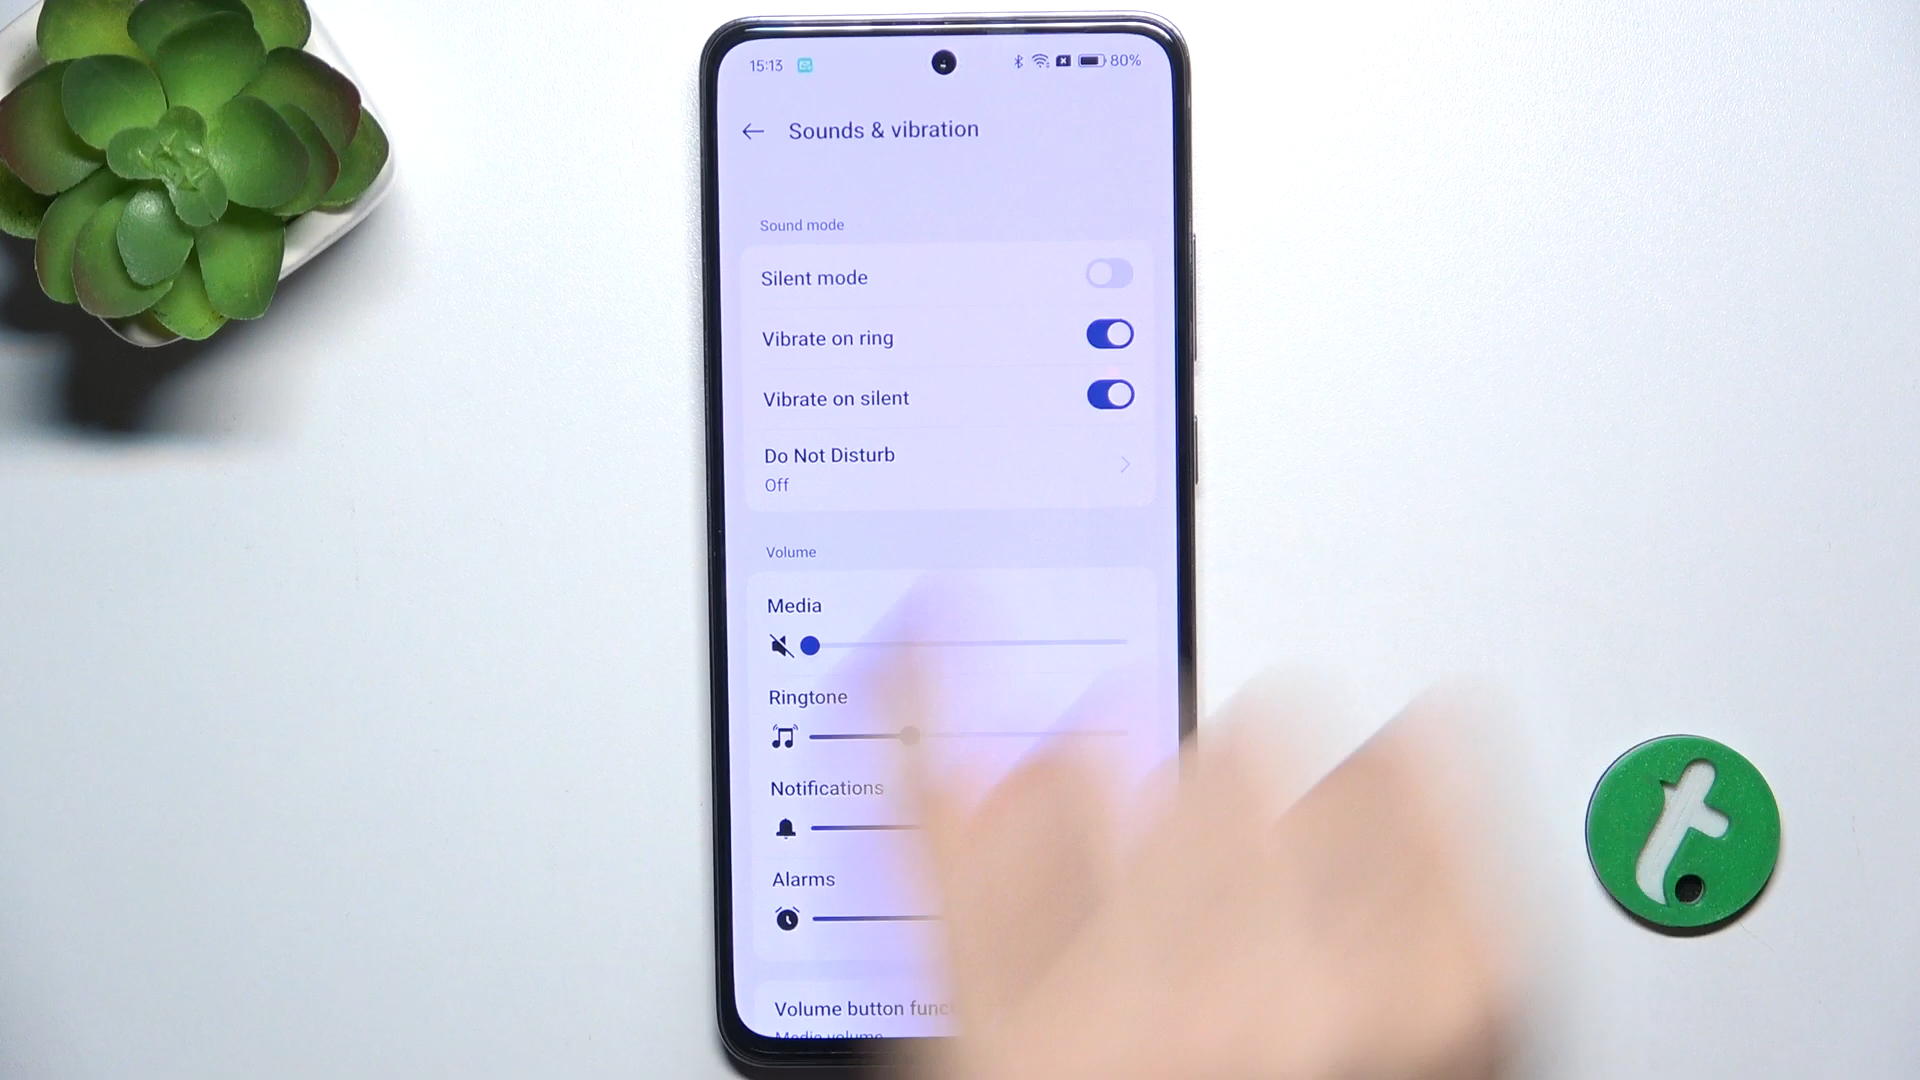 15:13 80%
Sounds & vibration
Sound mode
Silent mode
Vibrate on ring
Vibrate on silent
Do Not Disturb
Off
Volume
Media
Ringtone
Notifications
Alarms
Volume button func
Media volume